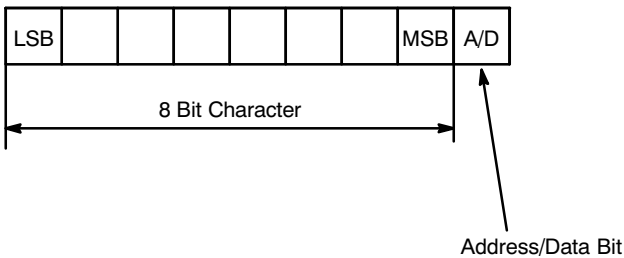 LSB MSB A/D
8 Bit Character
Address/Data Bit